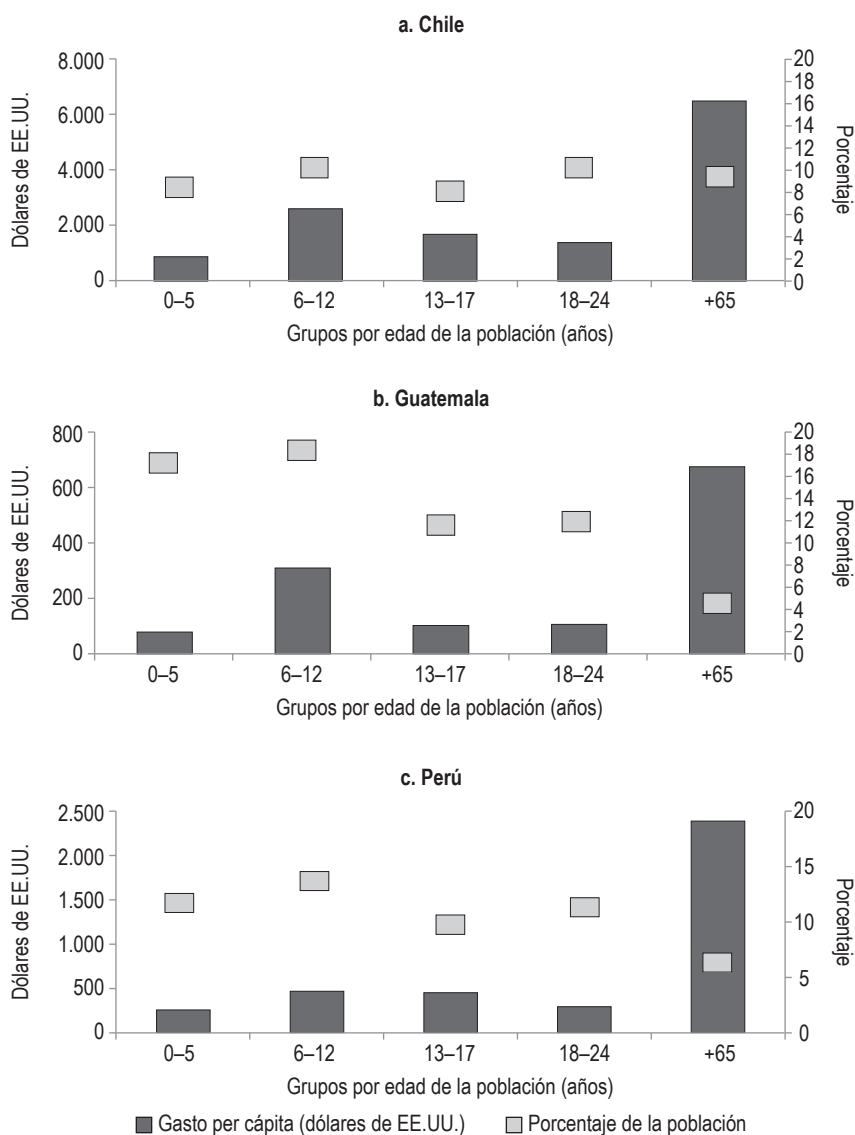 a. Chile
Dólares de EE.UU.
8.000
6.000
4.000
2.000
0
20
18
16
14
12
10
8
6
4
2
0
Porcentaje
0–5 6–12 13–17 18–24 +65
Grupos por edad de la población (años)
b. Guatemala
Dólares de EE.UU.
800
600
400
200
0
20
18
16
14
12
10
8
6
4
2
0
Porcentaje
0–5 6–12 13–17 18–24 +65
Grupos por edad de la población (años)
c. Perú
Dólares de EE.UU.
2.500
2.000
1.500
1.000
500
0
20
15
10
5
0
Porcentaje
0–5 6–12 13–17 18–24 +65
Grupos por edad de la población (años)
Gasto per cápita (dólares de EE.UU.) Porcentaje de la población